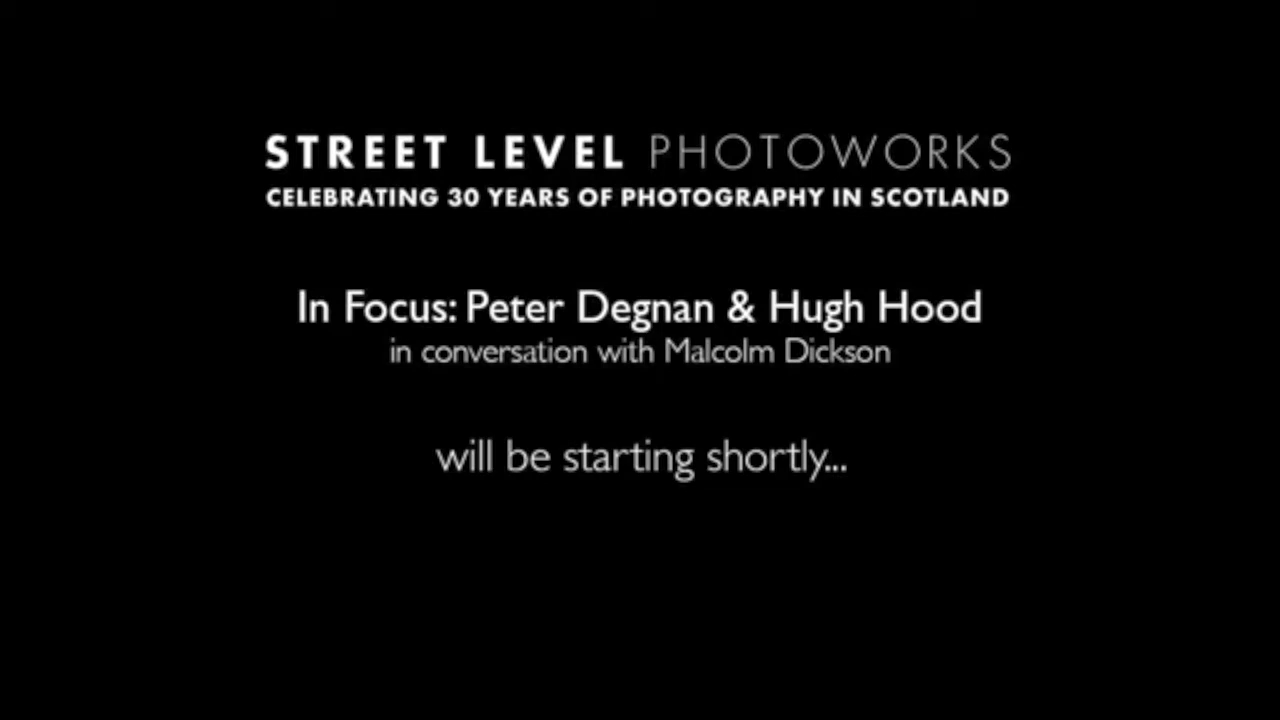 STREET LEVEL PHOTOWORKS
CELEBRATING 30 YEARS OF PHOTOGRAPHY IN SCOTLAND
In Focus: Peter Degnan & Hugh Hood
in conversation with Malcolm Dickson
will be starting shortly...